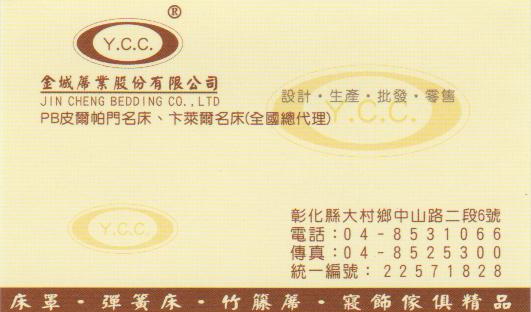 ®
Y.C.C.
金城蓆業股份有限公司
JIN CHENG BEDDING CO.,LTD
設計・生產・批發・零售
Y.C.C.
PB皮爾帕門名床、卞萊爾名床(全國總代理)
彰化縣大村鄉中山路二段6號
電話：04-8531066
Y.C.C.
傳真：04-8525300
統一編號：22571828
床罩・彈簧床・竹籐蓆・寢飾傢俱精品